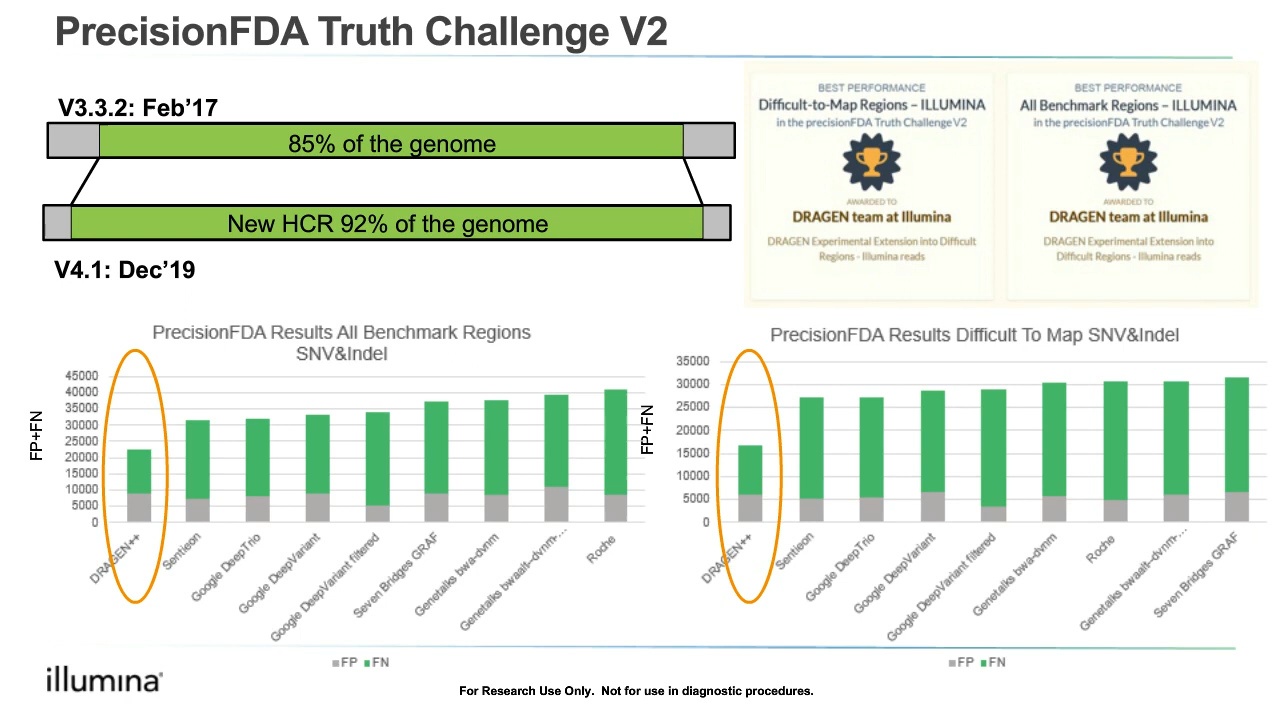 PrecisionFDA Truth Challenge V2
V3.3.2: Feb’17
85% of the genome
New HCR 92% of the genome
V4.1: Dec’19
BEST PERFORMANCE
Difficult-to-Map Regions – ILLUMINA
in the precisionFDA Truth Challenge V2
AWARDED TO
DRAGEN team at Illumina
DRAGEN Experimental Extension into Difficult
Regions - Illumina reads
BEST PERFORMANCE
All Benchmark Regions – ILLUMINA
in the precisionFDA Truth Challenge V2
AWARDED TO
DRAGEN team at Illumina
DRAGEN Experimental Extension into
Difficult Regions - Illumina reads
PrecisionFDA Results All Benchmark Regions
SNV&Indel
FP+FN
45000
40000
35000
30000
25000
20000
15000
10000
5000
0
DRAGEN++
Sentieon
Google DeepTrio
Google DeepVariant
Google DeepVariant filtered
Seven Bridges GRAF
Genetalks bwa-dvnm
Genetalks bwaalt-dvnm-...
Roche
FP FN
PrecisionFDA Results Difficult To Map SNV&Indel
FP+FN
35000
30000
25000
20000
15000
10000
5000
0
DRAGEN++
Sentieon
Google DeepTrio
Google DeepVariant
Google DeepVariant filtered
Genetalks bwa-dvnm
Roche
Genetalks bwaalt-dvnm-...
Seven Bridges GRAF
FP FN
illumina®
For Research Use Only.  Not for use in diagnostic procedures.